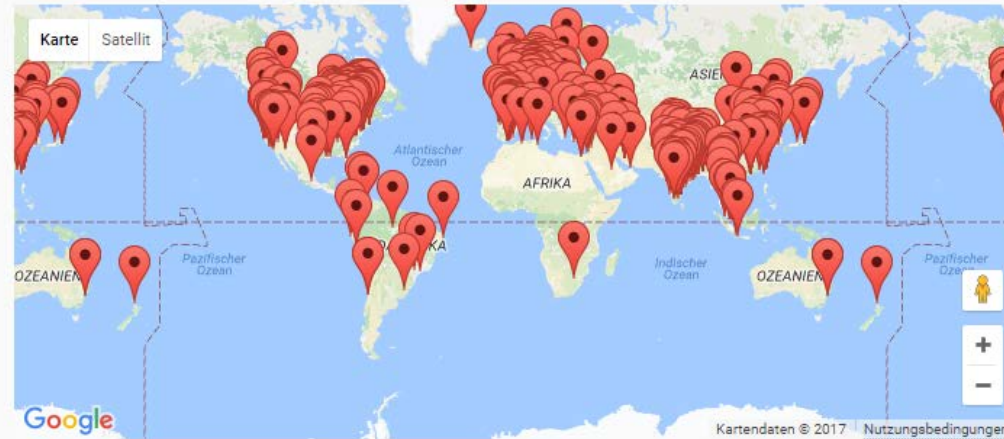 Karte Satellit
ASIEN
Atlantischer
Ozean
AFRIKA
Pazifischer
Ozean
Indischer
Ozean
Pazifischer
OZEANIEN
OZEANIEN
Google
Kartendaten © 2017 Nutzungsbedingungen